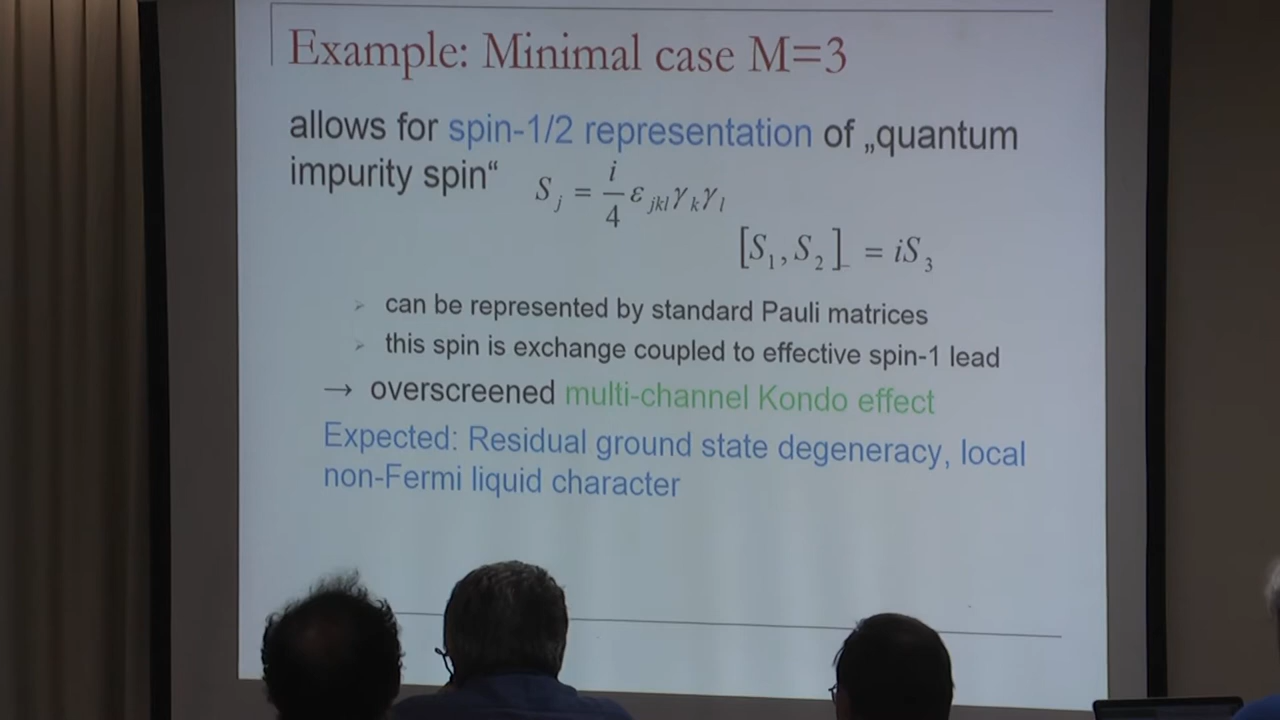 Example: Minimal case M=3
allows for spin-1/2 representation of „quantum
impurity spin“ S_j = i/4 ε_jkl γ_k γ_l
[S_1, S_2]_- = iS_3
➢ can be represented by standard Pauli matrices
➢ this spin is exchange coupled to effective spin-1 lead
→ overscreened multi-channel Kondo effect
Expected: Residual ground state degeneracy, local
non-Fermi liquid character